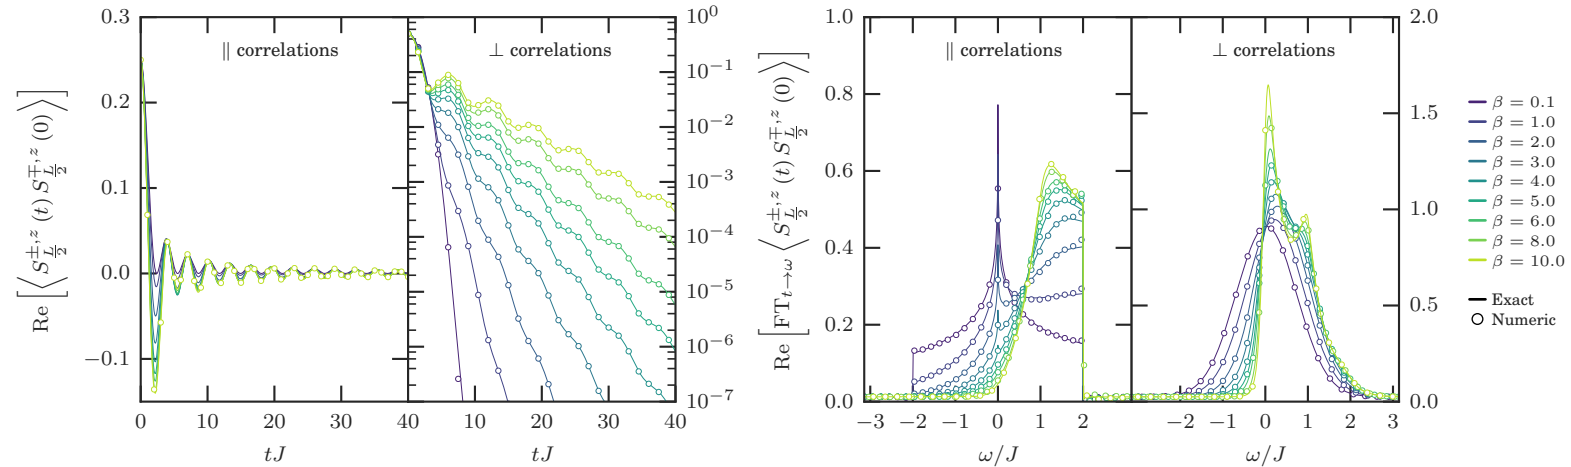 Re [⟨S^{±,z}_{L/2} (t) S^{∓,z}_{L/2} (0)⟩]
0.3
0.2
0.1
0.0
−0.1
∥ correlations
0 10 20 30 40
tJ
⊥ correlations
10^0
10^{−1}
10^{−2}
10^{−3}
10^{−4}
10^{−5}
10^{−6}
10^{−7}
10 20 30 40
tJ
Re [FT_{t→ω} ⟨S^{±,z}_{L/2} (t) S^{∓,z}_{L/2} (0)⟩]
1.0
0.8
0.6
0.4
0.2
0.0
∥ correlations
−3 −2 −1 0 1 2
ω/J
⊥ correlations
2.0
1.5
1.0
0.5
0.0
−2 −1 0 1 2 3
ω/J
β = 0.1
β = 1.0
β = 2.0
β = 3.0
β = 4.0
β = 5.0
β = 6.0
β = 8.0
β = 10.0
Exact
Numeric